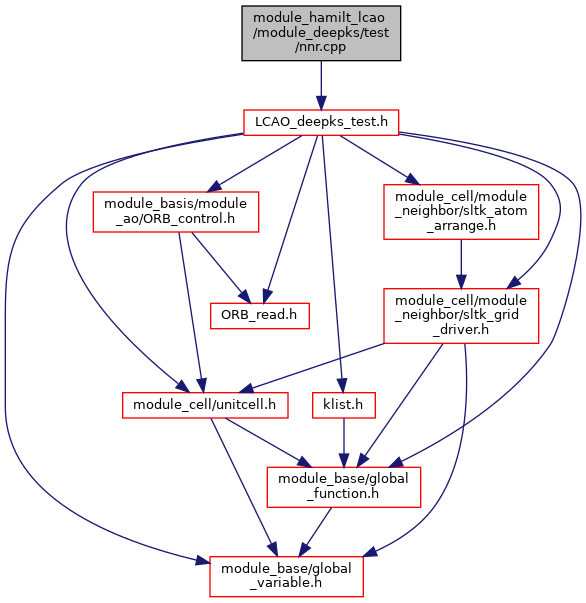 module_hamilt_lcao
/module_deepks/test
/nnr.cpp
LCAO_deepks_test.h
module_basis/module
_ao/ORB_control.h
module_cell/module
_neighbor/sltk_atom
_arrange.h
ORB_read.h
module_cell/module
_neighbor/sltk_grid
_driver.h
module_cell/unitcell.h
klist.h
module_base/global
_function.h
module_base/global
_variable.h